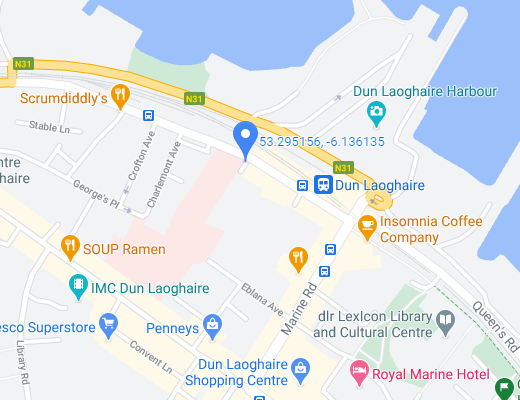 N31
Scrumdiddly's
N31
Dun Laoghaire Harbour
Stable Ln
Crofton Ave
Charlemont Ave
53.295156, -6.136135
N31
ntre
haire
George's Pl
Dun Laoghaire
Insomnia Coffee
Company
SOUP Ramen
IMC Dun Laoghaire
Eblana Ave
Marine Rd
Queen's Rd
esco Superstore
Penneys
dlr LexIcon Library
and Cultural Centre
Library Rd
Convent Ln
Dun Laoghaire
Shopping Centre
Royal Marine Hotel